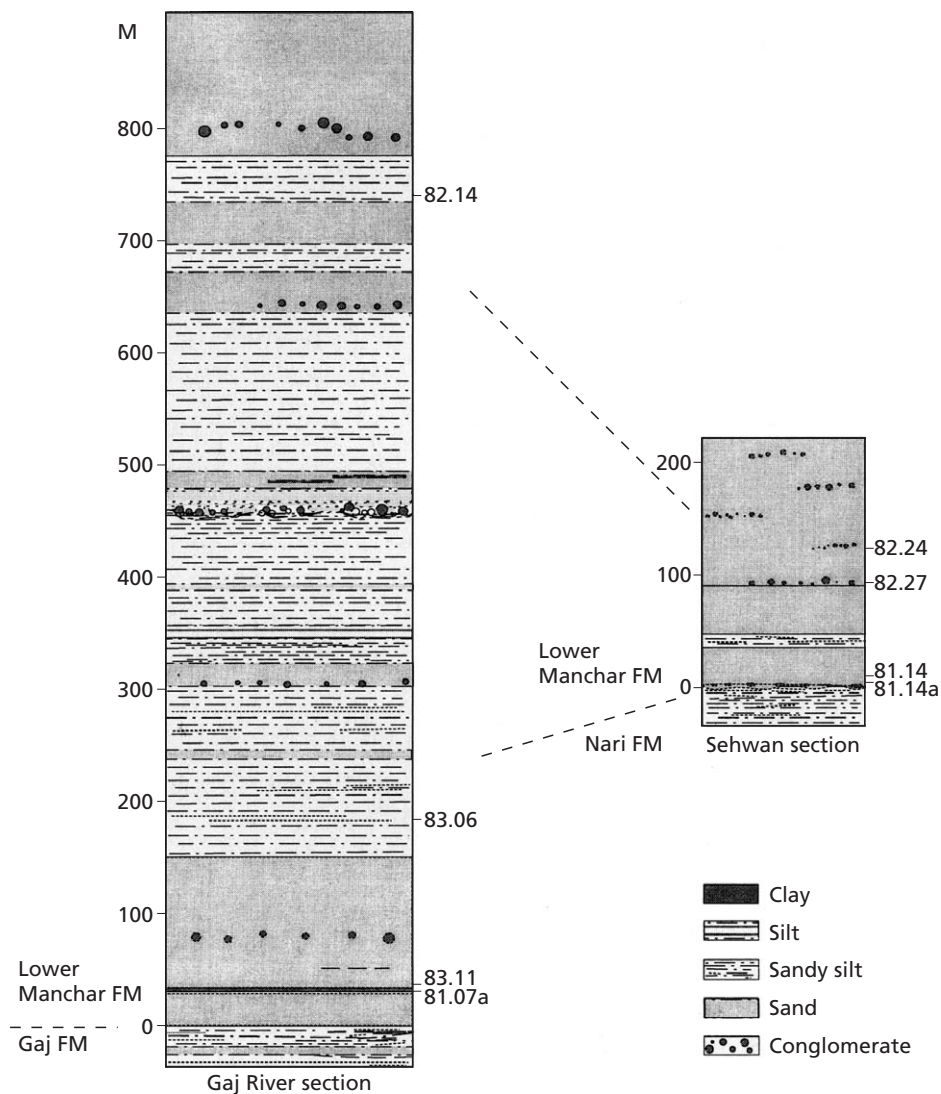 M
800
82.14
700
600
500
400
300
200
83.06
100
83.11
81.07a
Lower
Manchar FM
0
Gaj FM
Gaj River section
200
82.24
100
82.27
Lower
Manchar FM
81.14
0
81.14a
Nari FM
Sehwan section
Clay
Silt
Sandy silt
Sand
Conglomerate